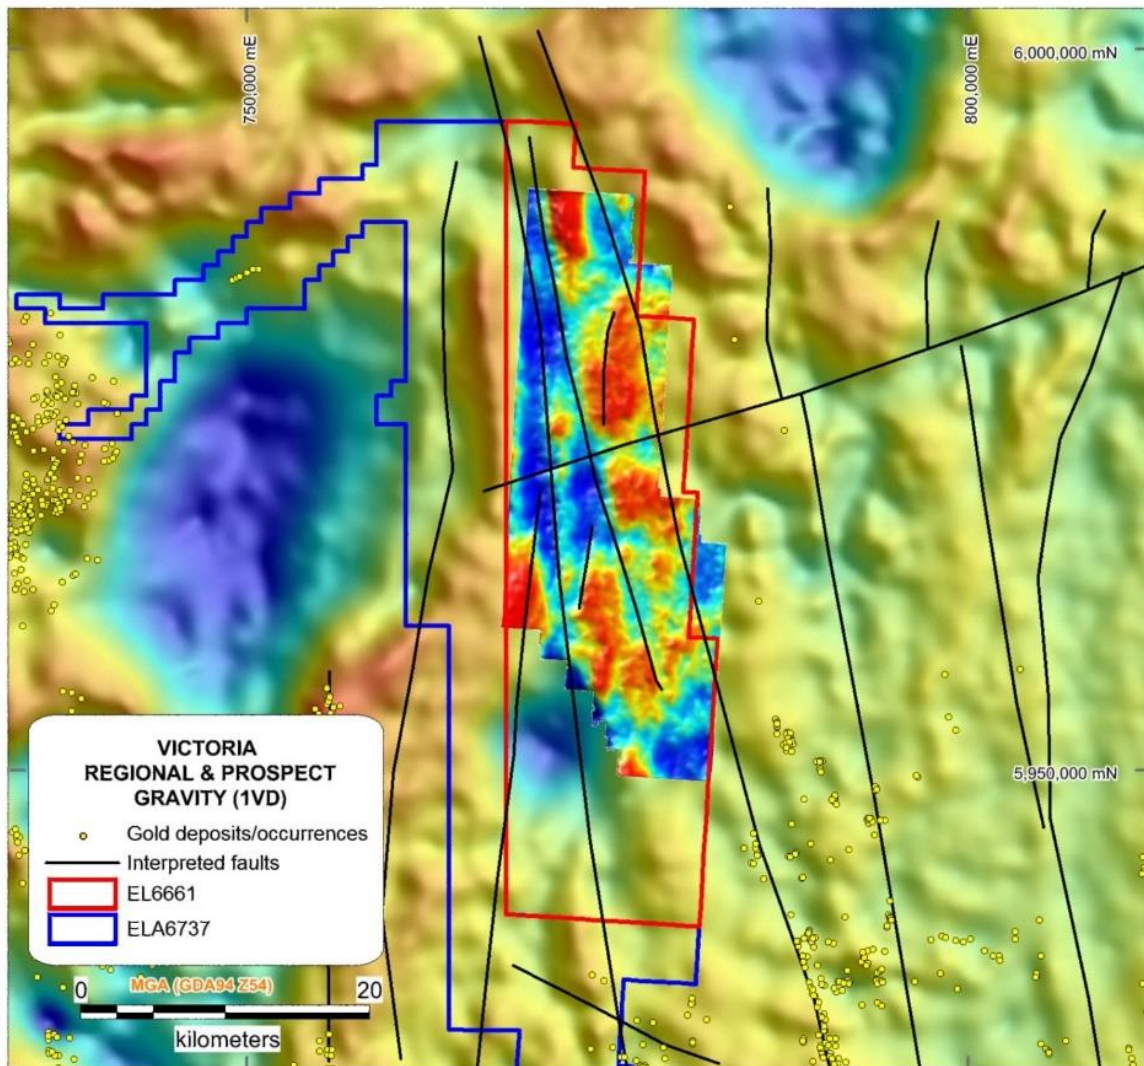 750,000 mE
800,000 mE
6,000,000 mN
5,950,000 mN
VICTORIA
REGIONAL & PROSPECT
GRAVITY (1VD)
Gold deposits/occurrences
Interpreted faults
EL6661
ELA6737
MGA (GDA94 Z54)
0 20
kilometers